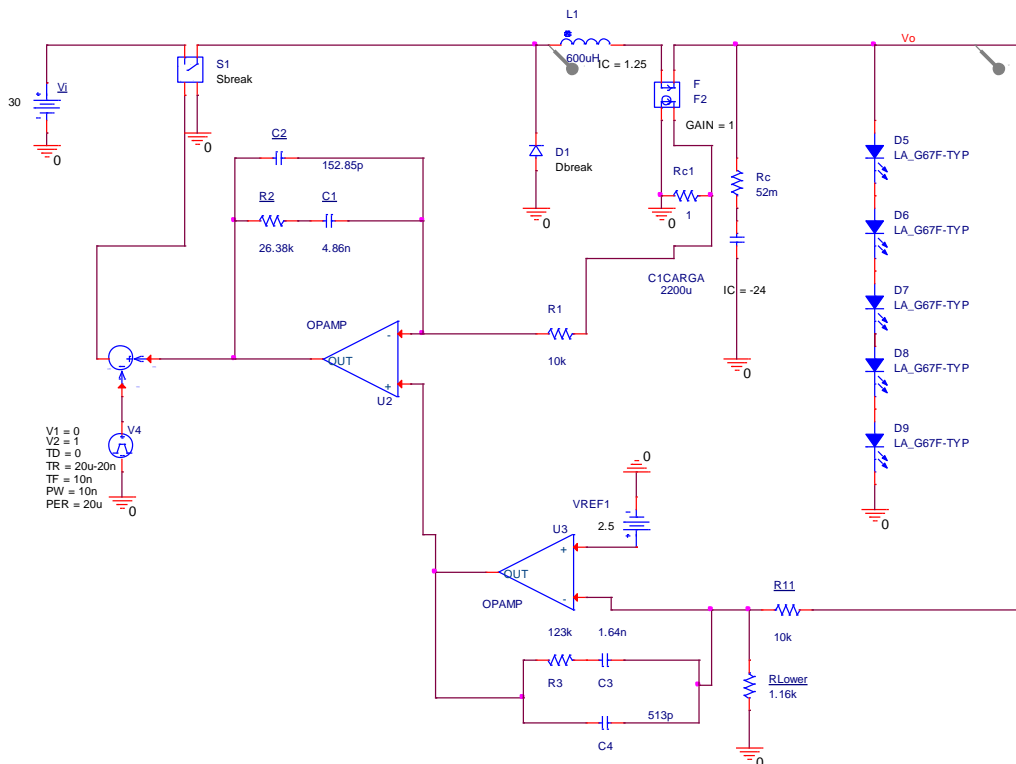 L1
600uH
IC = 1.25
Vo
S1
Sbreak
Vi
30
0
0
F
F2
GAIN = 1
C2
152.85p
D1
Dbreak
D5
LA_G67F-TYP
Rc
52m
Rc1
1
R2
C1
26.38k
4.86n
0
0
D6
LA_G67F-TYP
C1CARGA
2200u
IC = -24
D7
LA_G67F-TYP
R1
10k
OPAMP
-
OUT
+
U2
D8
LA_G67F-TYP
0
D9
LA_G67F-TYP
V1 = 0
V2 = 1
TD = 0
TR = 20u-20n
TF = 10n
PW = 10n
PER = 20u
V4
0
0
0
VREF1
2.5
U3
+
OUT
-
OPAMP
R11
10k
123k
1.64n
R3
C3
RLower
1.16k
513p
C4
0